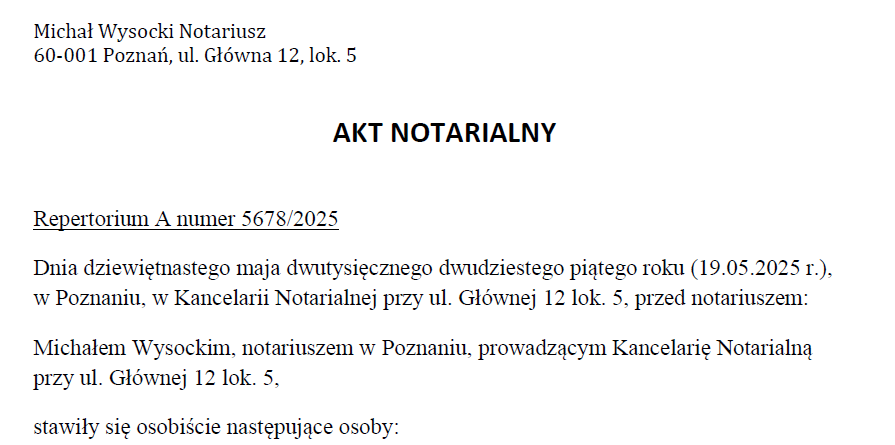 Michał Wysocki Notariusz
60-001 Poznań, ul. Główna 12, lok. 5
AKT NOTARIALNY
Repertorium A numer 5678/2025
Dnia dziewiętnastego maja dwutysięcznego dwudziestego piątego roku (19.05.2025 r.),
w Poznaniu, w Kancelarii Notarialnej przy ul. Głównej 12 lok. 5, przed notariuszem:
Michałem Wysockim, notariuszem w Poznaniu, prowadzącym Kancelarię Notarialną
przy ul. Głównej 12 lok. 5,
stawiły się osobiście następujące osoby: